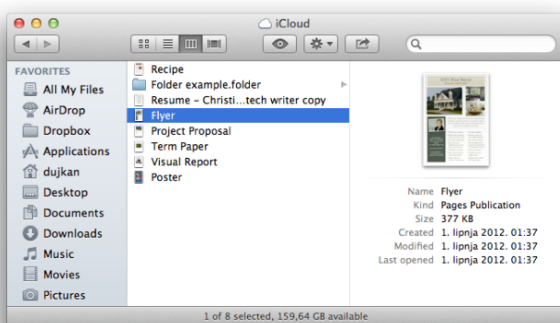 iCloud
FAVORITES
All My Files
AirDrop
Dropbox
Applications
dujkan
Desktop
Documents
Downloads
Music
Movies
Pictures
Recipe
Folder example.folder
Resume – Christi...tech writer copy
Flyer
Project Proposal
Term Paper
Visual Report
Poster
Name Flyer
Kind Pages Publication
Size 377 KB
Created 1. lipnja 2012. 01:37
Modified 1. lipnja 2012. 01:37
Last opened 1. lipnja 2012. 01:37
1 of 8 selected, 159,64 GB available